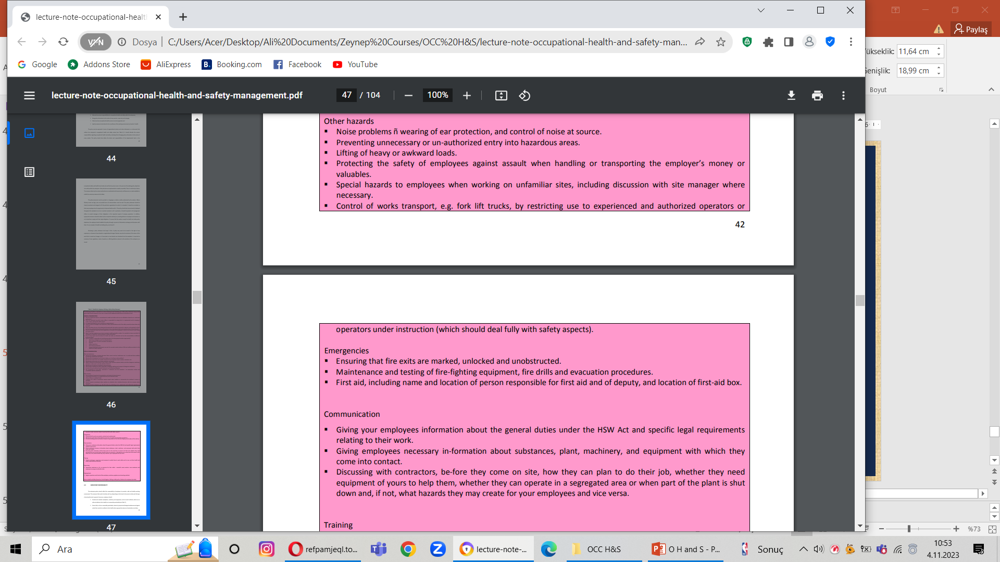 lecture-note-occupational-healt
Paylaş
VPN
Dosya
C:/Users/Acer/Desktop/Ali%20Documents/Zeynep%20Courses/OCC%20H&S/lecture-note-occupational-health-and-safety-man...
Google
Addons Store
AliExpress
Booking.com
Facebook
YouTube
Yükseklik: 11,64 cm
Genişlik: 18,99 cm
Boyut
lecture-note-occupational-health-and-safety-management.pdf
47 / 104
100%
44
45
46
47
Other hazards
▪ Noise problems ñ wearing of ear protection, and control of noise at source.
▪ Preventing unnecessary or un-authorized entry into hazardous areas.
▪ Lifting of heavy or awkward loads.
▪ Protecting the safety of employees against assault when handling or transporting the employer's money or
valuables.
▪ Special hazards to employees when working on unfamiliar sites, including discussion with site manager where
necessary.
▪ Control of works transport, e.g. fork lift trucks, by restricting use to experienced and authorized operators or
42
operators under instruction (which should deal fully with safety aspects).
Emergencies
▪ Ensuring that fire exits are marked, unlocked and unobstructed.
▪ Maintenance and testing of fire-fighting equipment, fire drills and evacuation procedures.
▪ First aid, including name and location of person responsible for first aid and of deputy, and location of first-aid box.
Communication
▪ Giving your employees information about the general duties under the HSW Act and specific legal requirements
relating to their work.
▪ Giving employees necessary in-formation about substances, plant, machinery, and equipment with which they
come into contact.
▪ Discussing with contractors, be-fore they come on site, how they can plan to do their job, whether they need
equipment of yours to help them, whether they can operate in a segregated area or when part of the plant is shut
down and, if not, what hazards they may create for your employees and vice versa.
Training
%73
Ara
refpamjeql.to...
lecture-note-...
OCC H&S
O H and S - P...
Sonuç
10:53
4.11.2023